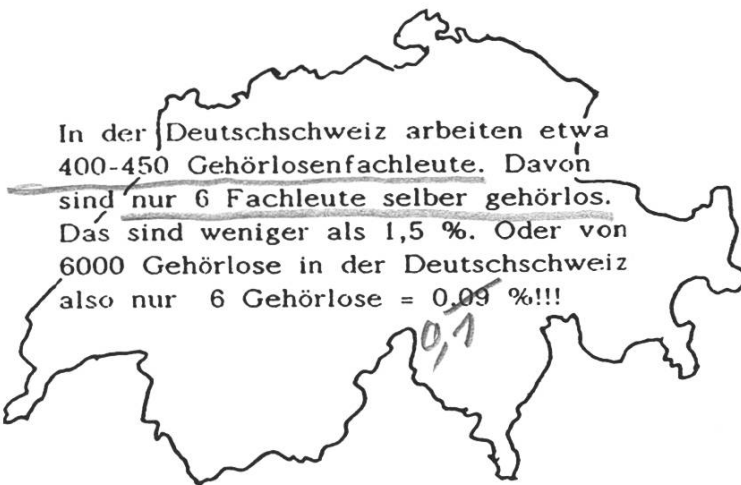 In der Deutschschweiz arbeiten etwa
400-450 Gehörlosenfachleute. Davon
sind nur 6 Fachleute selber gehörlos.
Das sind weniger als 1,5 %. Oder von
6000 Gehörlose in der Deutschschweiz
also nur 6 Gehörlose = 0,09 %!!!
0,1